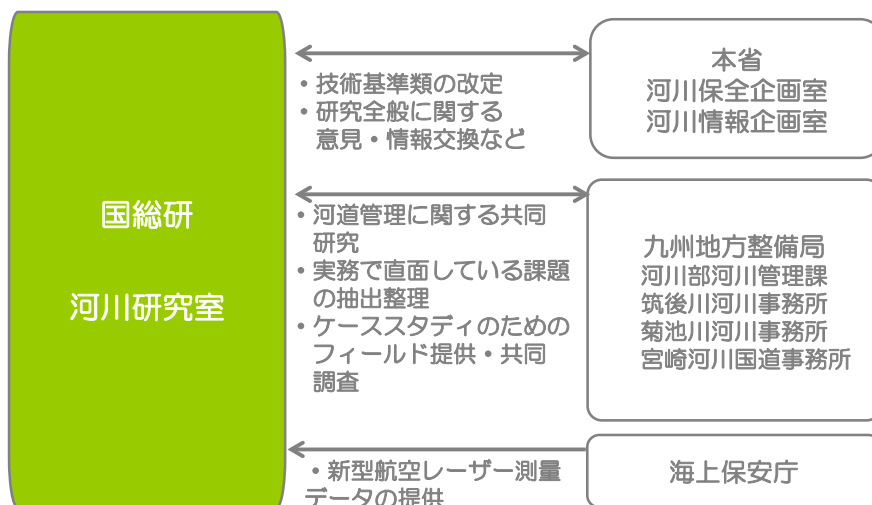 国総研
河川研究室
・技術基準類の改定
・研究全般に関する
意見・情報交換など
本省
河川保全企画室
河川情報企画室
・河道管理に関する共同
研究
・実務で直面している課題
の抽出整理
・ケーススタディのための
フィールド提供・共同
調査
九州地方整備局
河川部河川管理課
筑後川河川事務所
菊池川河川事務所
宮崎河川国道事務所
・新型航空レーザー測量
データの提供
海上保安庁